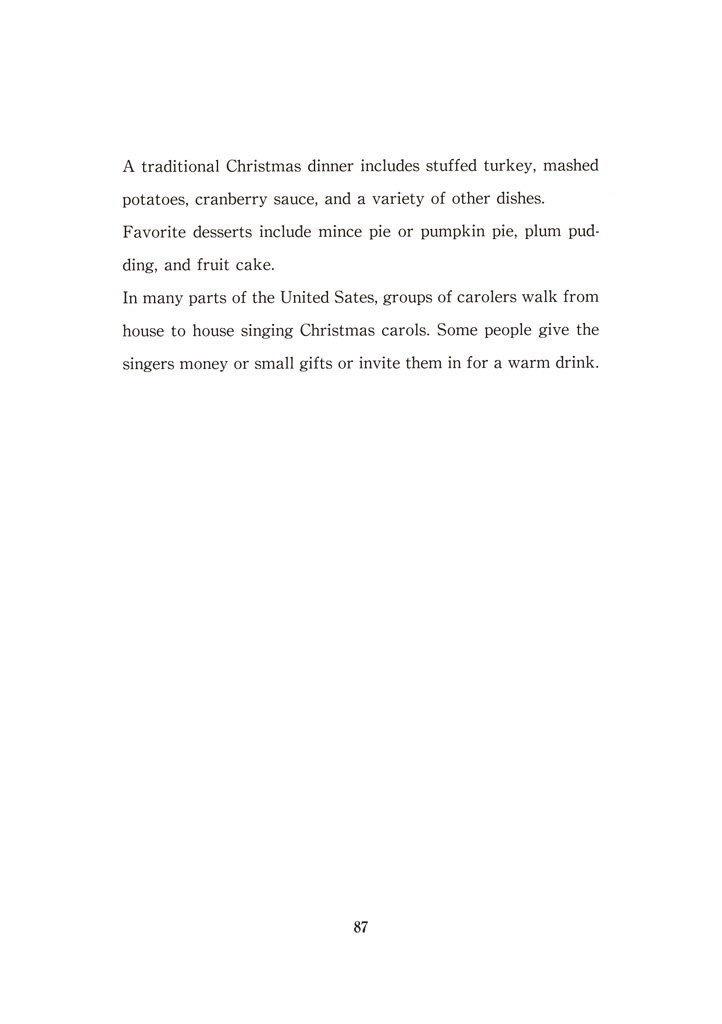 A traditional Christmas dinner includes stuffed turkey, mashed
potatoes, cranberry sauce, and a variety of other dishes.
Favorite desserts include mince pie or pumpkin pie, plum pud-
ding, and fruit cake.
In many parts of the United Sates, groups of carolers walk from
house to house singing Christmas carols. Some people give the
singers money or small gifts or invite them in for a warm drink.
87